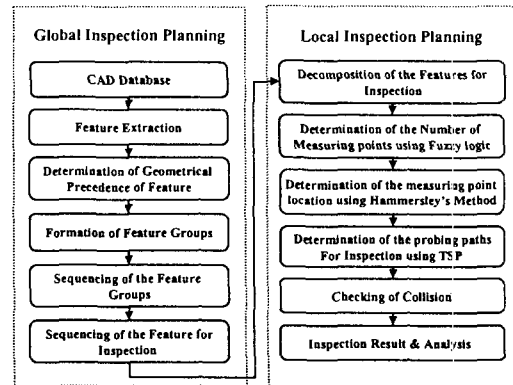 Global Inspection Planning
CAD Database
Feature Extraction
Determination of Geometrical
Precedence of Feature
Formation of Feature Groups
Sequencing of the Feature
Groups
Sequencing of the Feature for
Inspection
Local Inspection Planning
Decomposition of the Features for
Inspection
Determination of the Number of
Measuring points using Fuzzy logic
Determination of the measuring point
location using Hammersley's Method
Determination of the probing paths
For Inspection using TSP
Checking of Collision
Inspection Result & Analysis